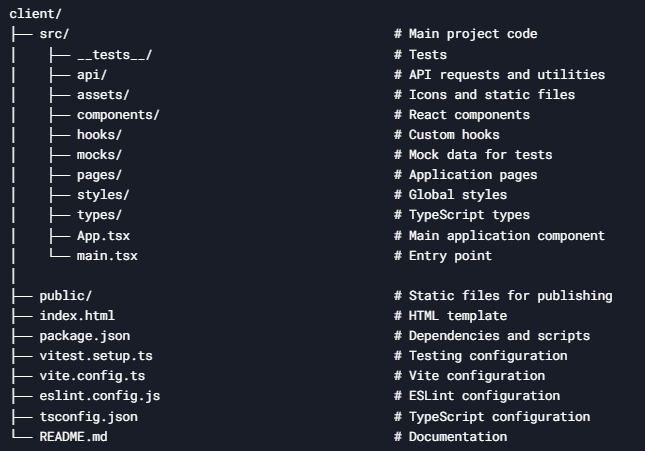 client/
├── src/                                # Main project code
│   ├── __tests__/                      # Tests
│   ├── api/                            # API requests and utilities
│   ├── assets/                         # Icons and static files
│   ├── components/                     # React components
│   ├── hooks/                          # Custom hooks
│   ├── mocks/                          # Mock data for tests
│   ├── pages/                          # Application pages
│   ├── styles/                         # Global styles
│   ├── types/                          # TypeScript types
│   ├── App.tsx                         # Main application component
│   └── main.tsx                        # Entry point
│
├── public/                             # Static files for publishing
├── index.html                          # HTML template
├── package.json                        # Dependencies and scripts
├── vitest.setup.ts                     # Testing configuration
├── vite.config.ts                      # Vite configuration
├── eslint.config.js                    # ESLint configuration
├── tsconfig.json                       # TypeScript configuration
└── README.md                           # Documentation